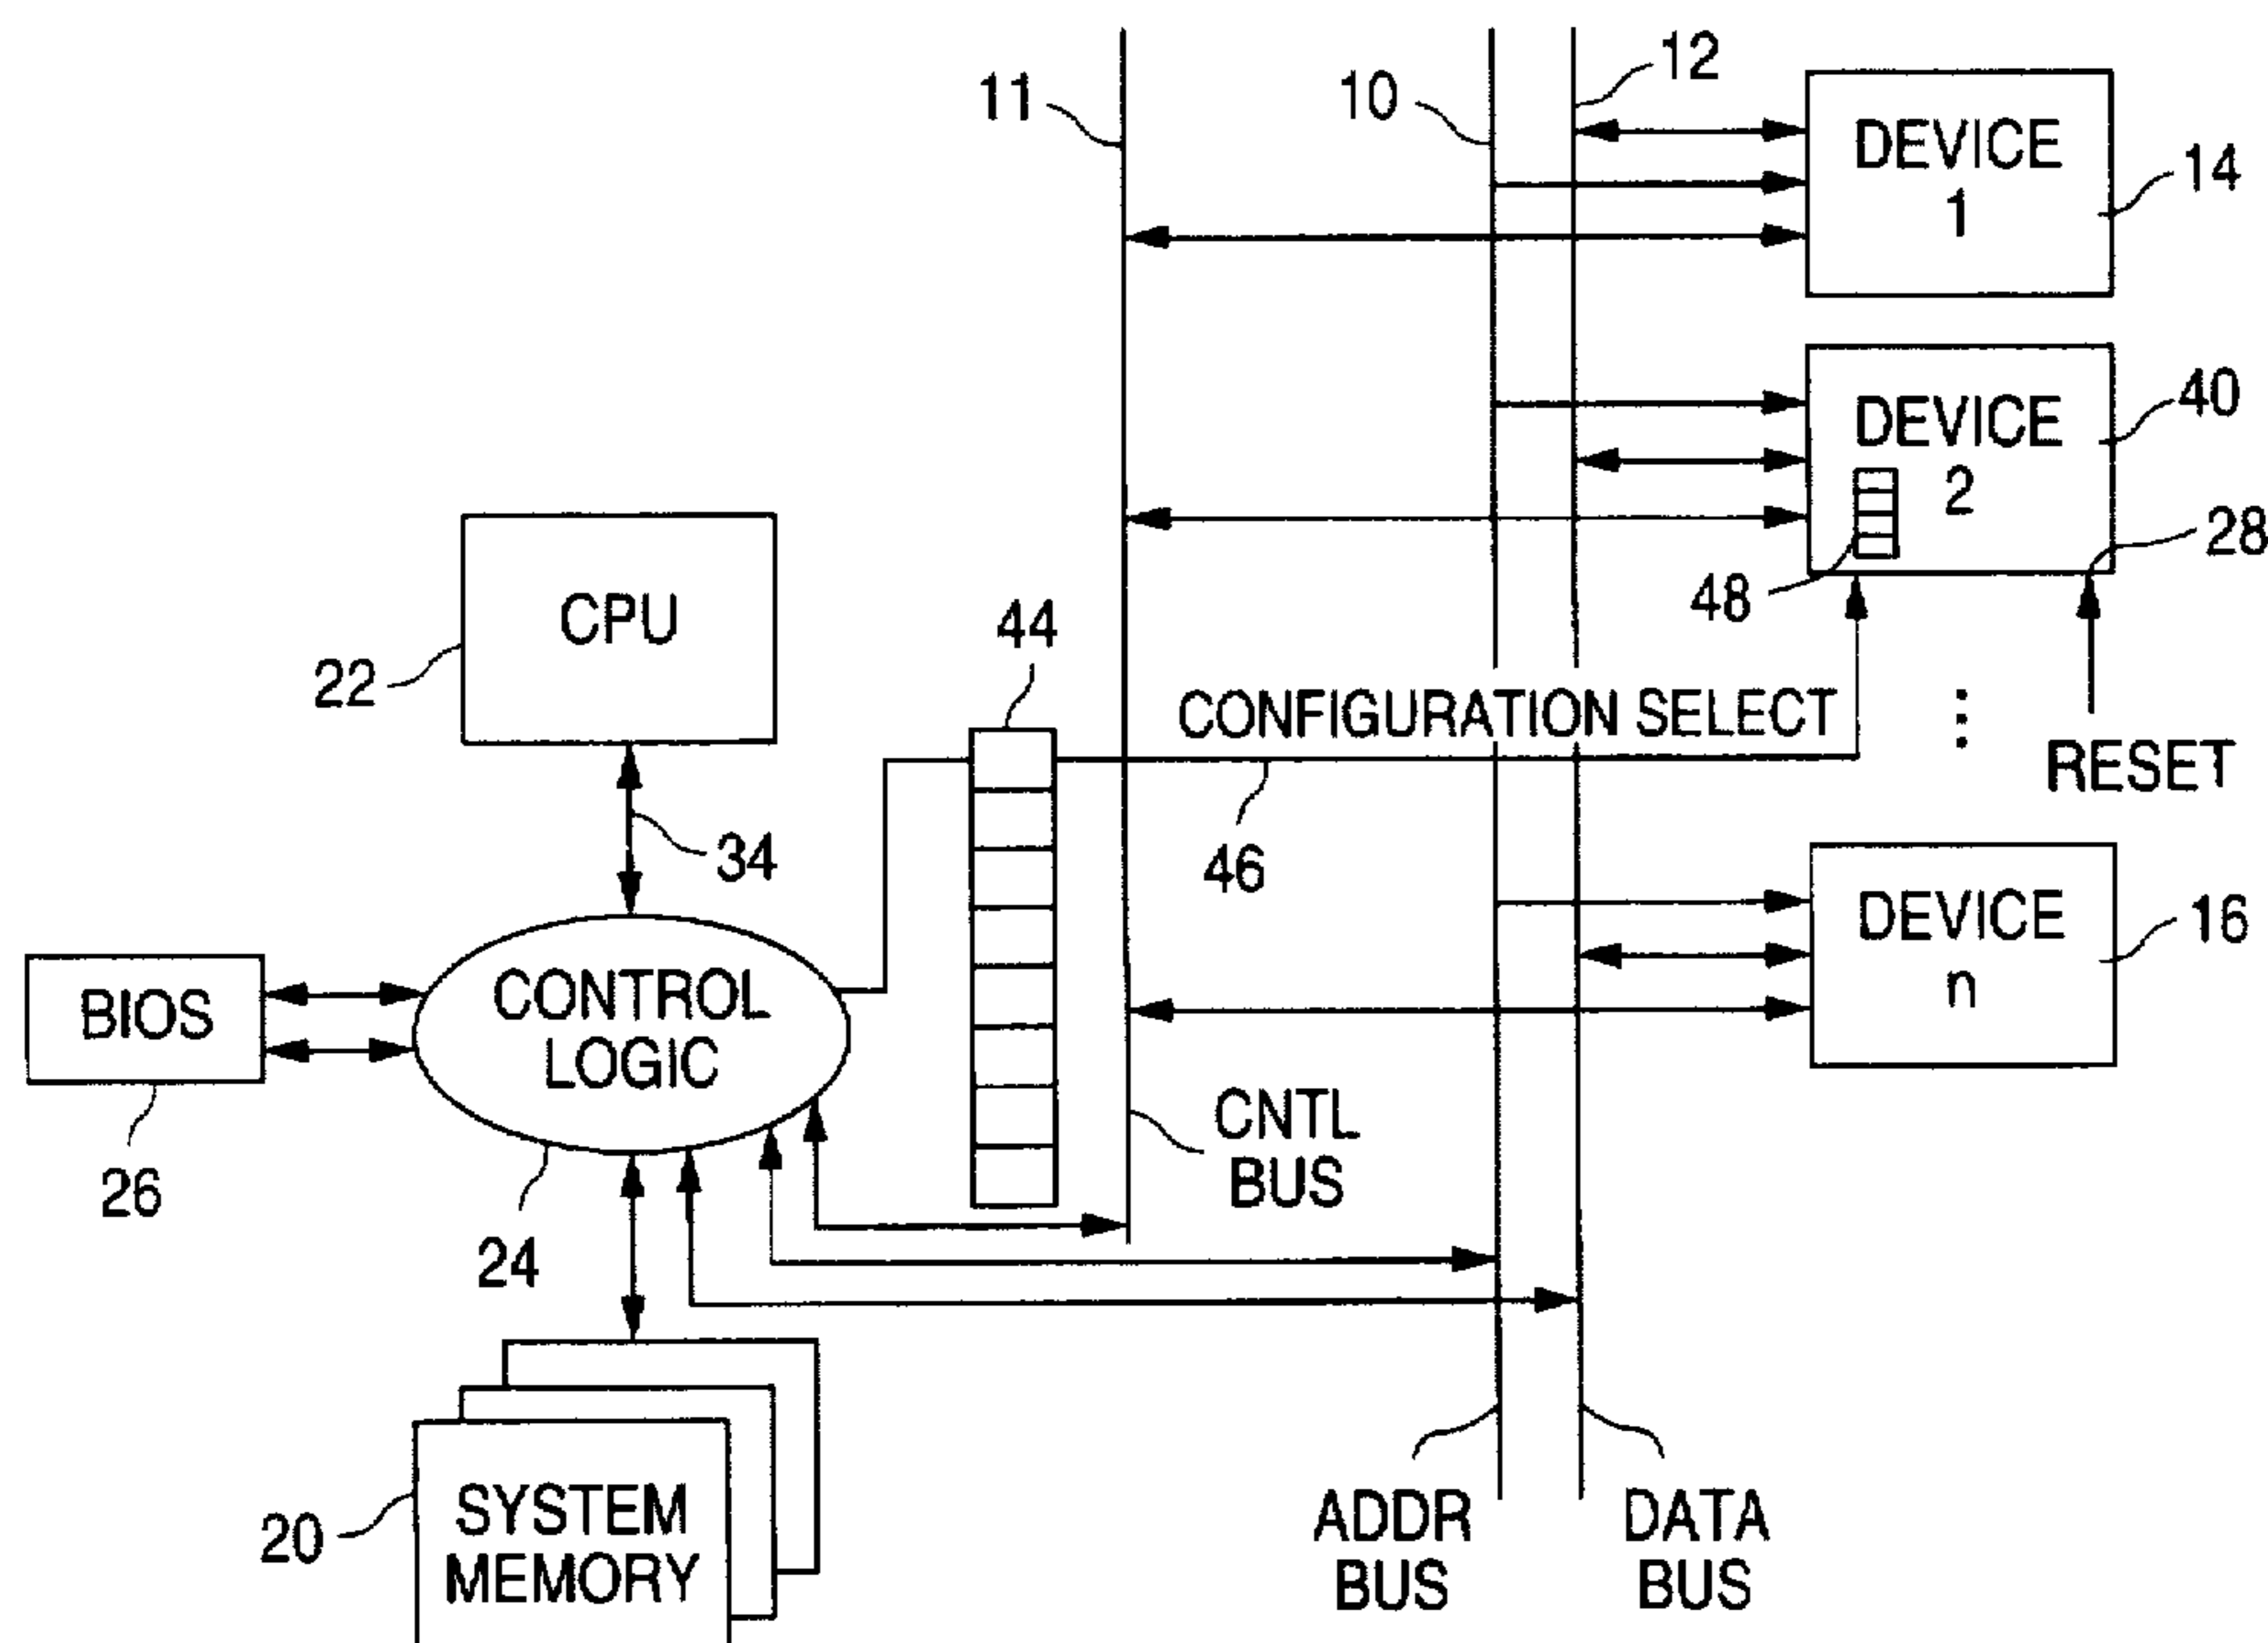 12
11
10
DEVICE
1
14
DEVICE
2
40
28
48
CPU
22
44
CONFIGURATION SELECT
RESET
34
46
DEVICE
n
16
BIOS
CONTROL
LOGIC
26
24
CNTL
BUS
20
SYSTEM
MEMORY
ADDR
BUS
DATA
BUS